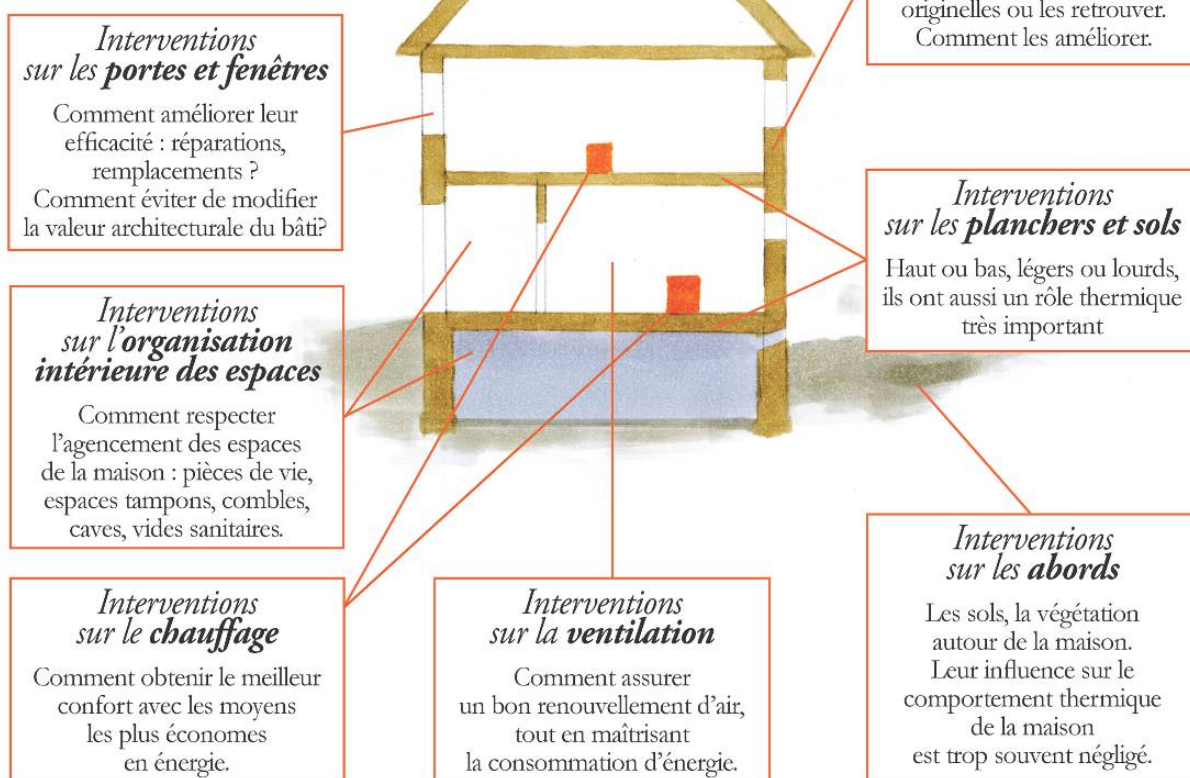 Interventions
sur les portes et fenêtres
Comment améliorer leur
efficacité : réparations,
remplacements ?
Comment éviter de modifier
la valeur architecturale du bâti?
originelles ou les retrouver.
Comment les améliorer.
Interventions
sur les planchers et sols
Haut ou bas, légers ou lourds,
ils ont aussi un rôle thermique
très important
Interventions
sur l'organisation
intérieure des espaces
Comment respecter
l'agencement des espaces
de la maison : pièces de vie,
espaces tampons, combles,
caves, vides sanitaires.
Interventions
sur le chauffage
Comment obtenir le meilleur
confort avec les moyens
les plus économes
en énergie.
Interventions
sur la ventilation
Comment assurer
un bon renouvellement d'air,
tout en maîtrisant
la consommation d'énergie.
Interventions
sur les abords
Les sols, la végétation
autour de la maison.
Leur influence sur le
comportement thermique
de la maison
est trop souvent négligé.